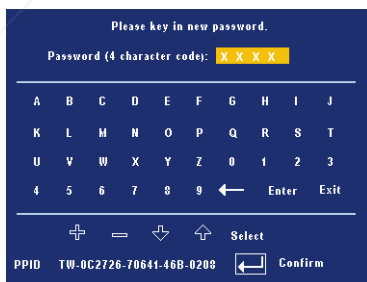 Please key in new password.
Password (4 character code): X X X X
A B C D E F G H I J
K L M N O P Q R S T
U V W X Y Z 0 1 2 3
4 5 6 7 8 9 Enter Exit
Select
PPID TW-0C2726-70641-46B-0208 Confirm